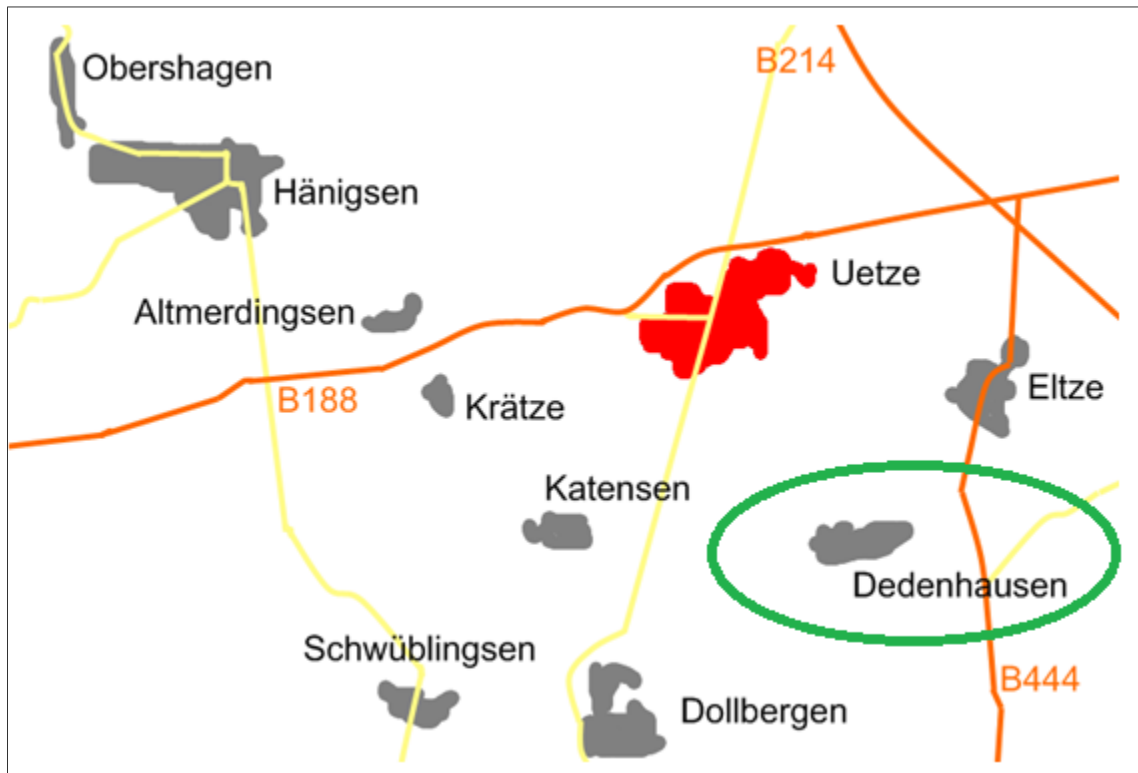 Obershagen
B214
Hänigsen
Uetze
Altmerdingsen
B188
Krätze
Eltze
Katensen
Dedenhausen
Schwüblingsen
B444
Dollbergen